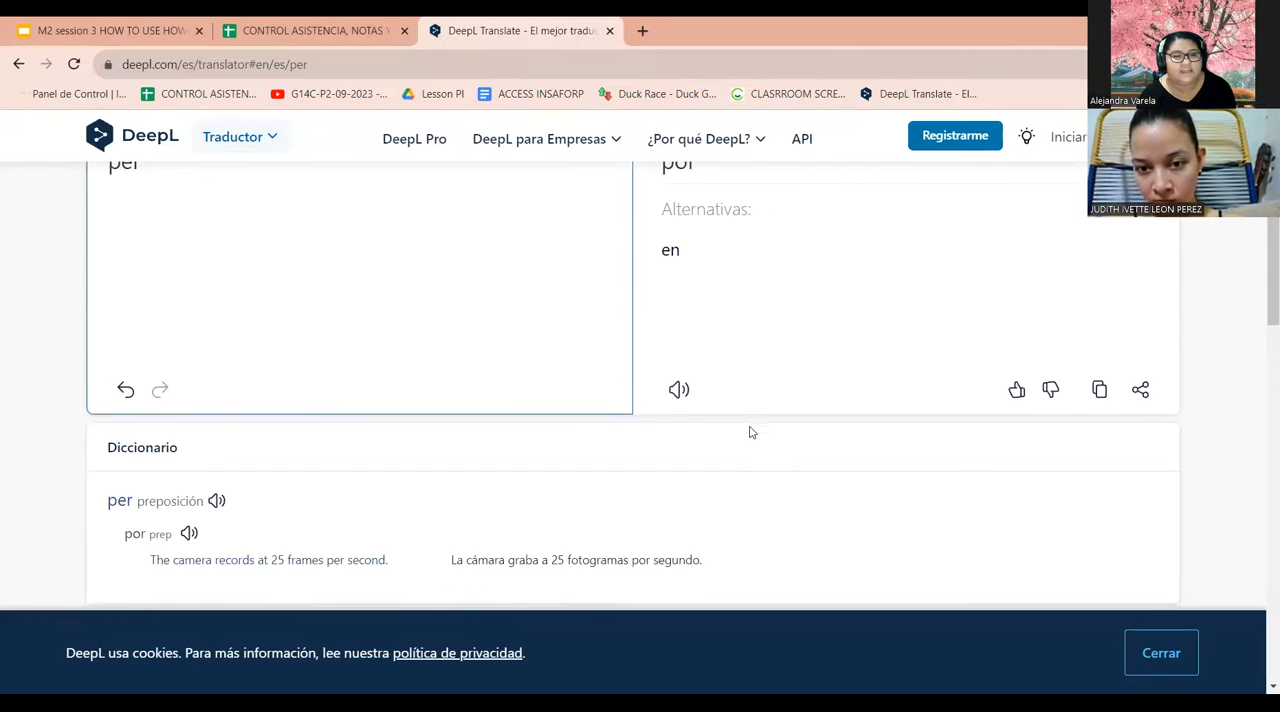 M2 session 3 HOW TO USE HOW
CONTROL ASISTENCIA, NOTAS Y
DeepL Translate - El mejor traduc
deepl.com/es/translator#en/es/per
Panel de Control | I...
CONTROL ASISTEN...
G14C-P2-09-2023 -...
Lesson Pl
ACCESS INSAFORP
Duck Race - Duck G...
CLASRROOM SCRE...
DeepL Translate - El...
Alejandra Varela
DeepL
Traductor
DeepL Pro
DeepL para Empresas
¿Por qué DeepL?
API
Registrarme
Iniciar
JUDITH IVETTE LEON PEREZ
per
por
Alternativas:
en
Diccionario
per preposición
por prep
The camera records at 25 frames per second.
La cámara graba a 25 fotogramas por segundo.
DeepL usa cookies. Para más información, lee nuestra política de privacidad.
Cerrar